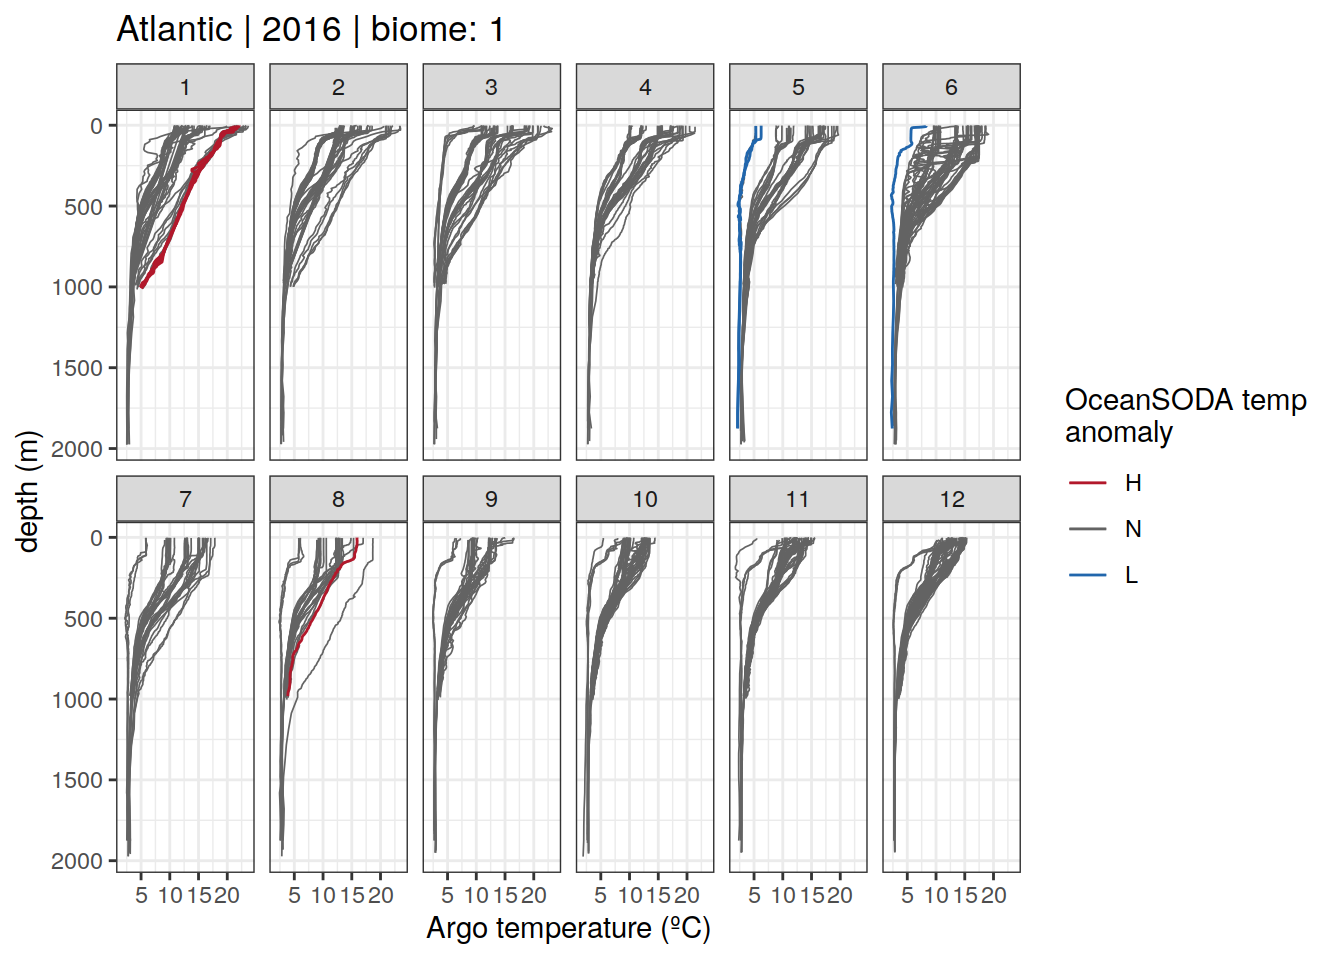 Atlantic | 2016 | biome: 1
1 2 3 4 5 6
0
500
1000
1500
2000
7 8 9 10 11 12
0
500
1000
1500
2000
5 10 15 20 5 10 15 20 5 10 15 20 5 10 15 20 5 10 15 20 5 10 15 20
Argo temperature (ºC)
depth (m)
OceanSODA temp
anomaly
H
N
L